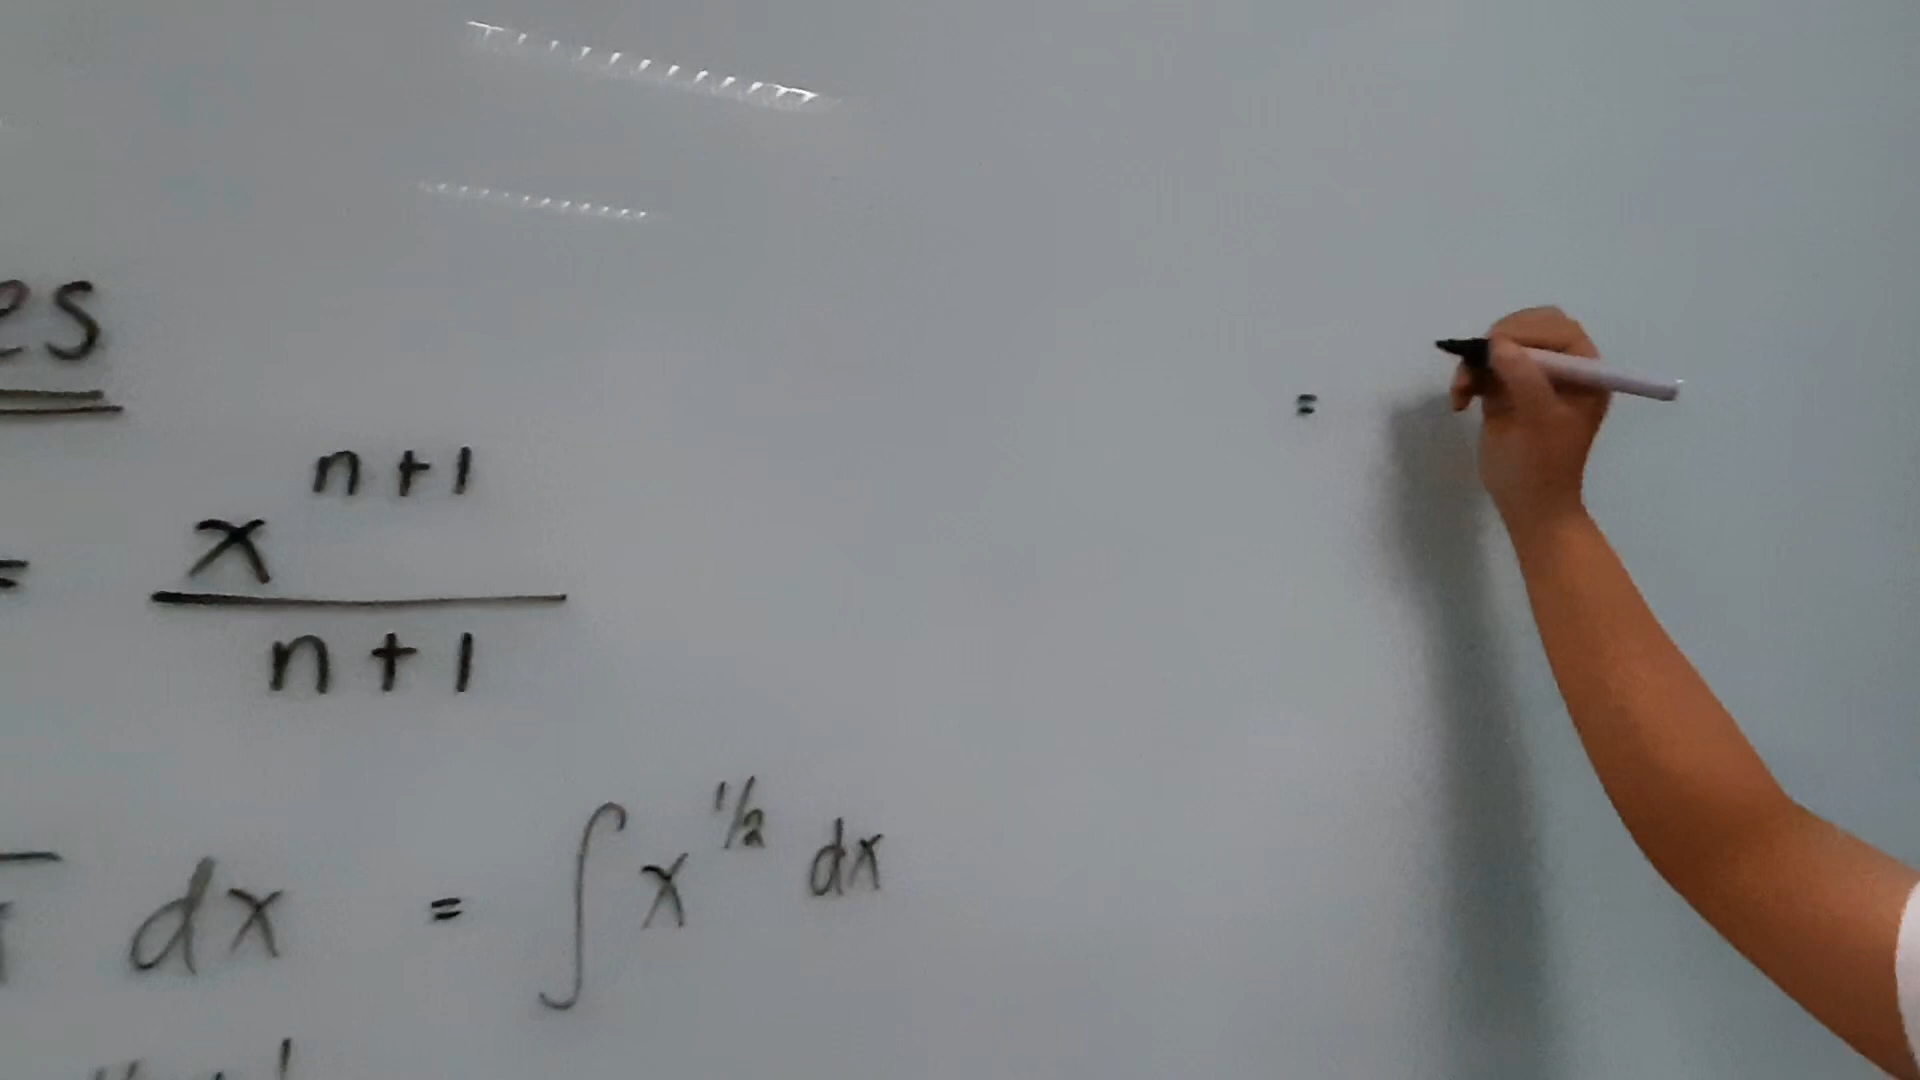 es
= x^{n+1}
n+1
dx = ∫ x^{1/2} dx
=